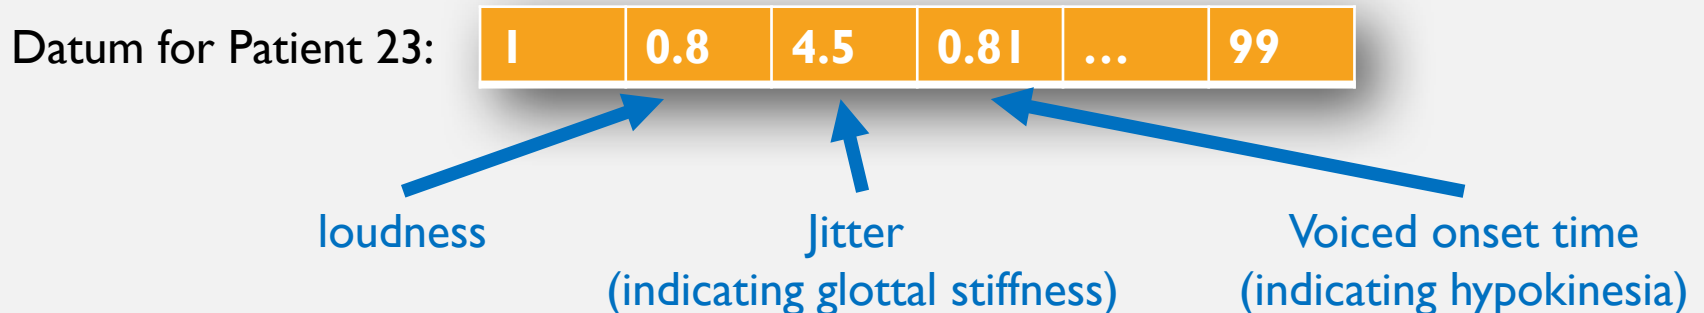 Datum for Patient 23: 1 0.8 4.5 0.81 ... 99
loudness Jitter Voiced onset time
(indicating glottal stiffness) (indicating hypokinesia)